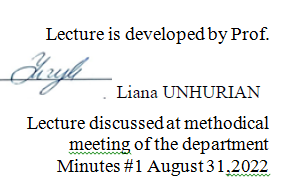 Lecture is developed by Prof.
. Liana UNHURIAN
Lecture discussed at methodical
meeting of the department
Minutes #1 August 31,2022